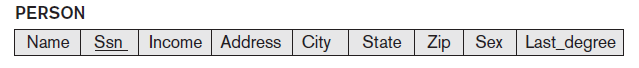 PERSON
Name Ssn Income Address City State Zip Sex Last_degree